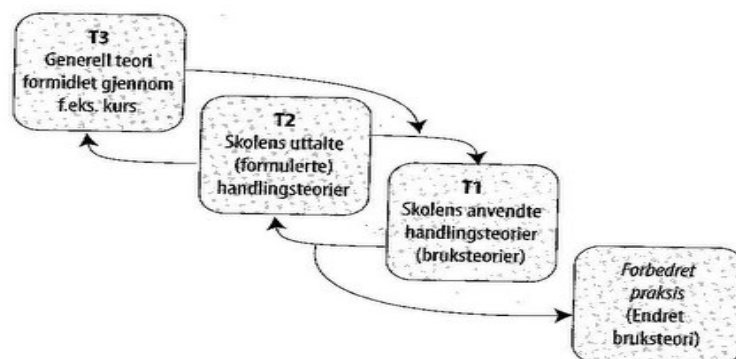 T3
Generell teori
formidlet gjennom
f.eks. kurs
T2
Skolens uttalte
(formulerte)
handlingsteorier
T1
Skolens anvendte
handlingsteorier
(bruksteorier)
Forbedret
praksis
(Endret
bruksteori)